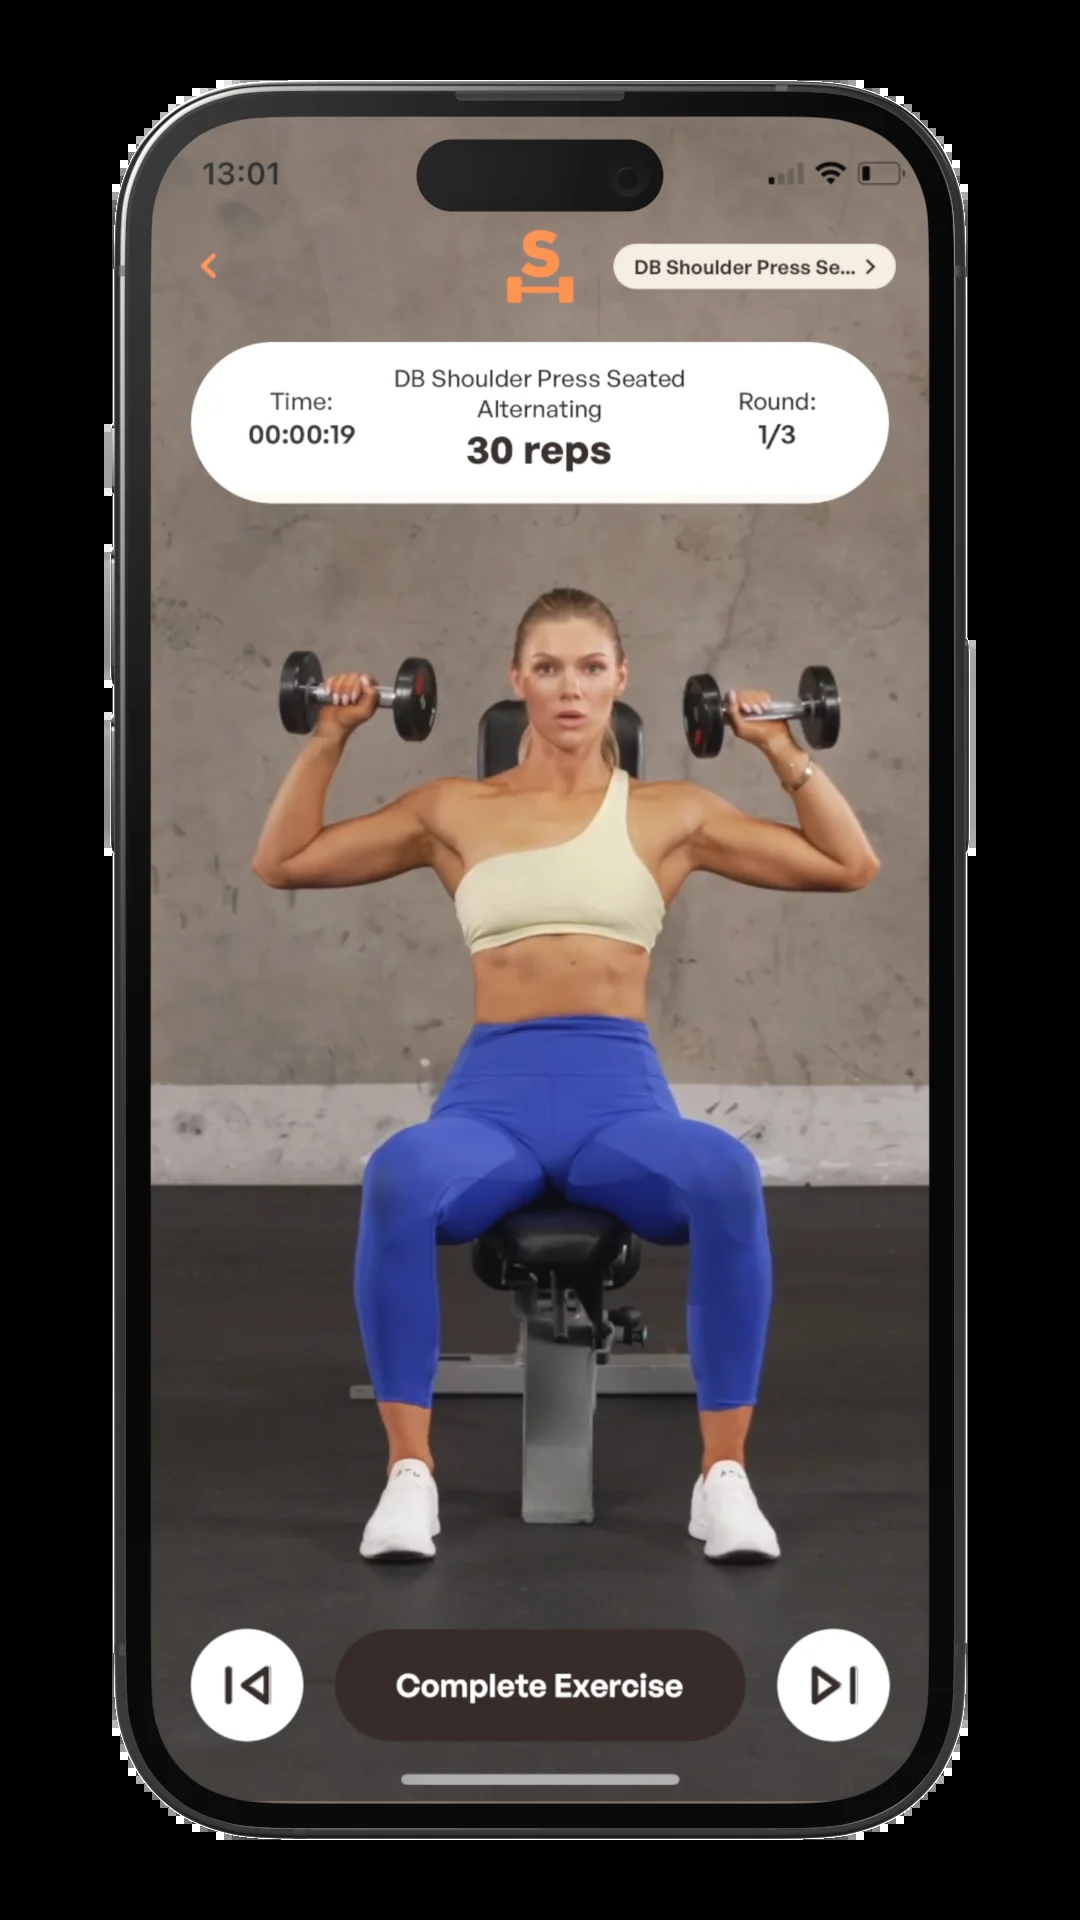 13:01
S
DB Shoulder Press Se... >
Time:
00:00:19
DB Shoulder Press Seated
Alternating
30 reps
Round:
1/3
Complete Exercise